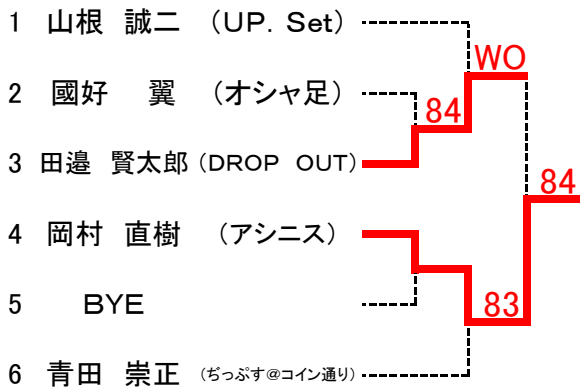 1 山根 誠二 (UP. Set)
WO
2 國好 翼 (オシャ足)
84
3 田邉 賢太郎 (DROP OUT)
84
4 岡村 直樹 (アシニス)
5 BYE
83
6 青田 崇正 (ぢっぷす@コイン通り)